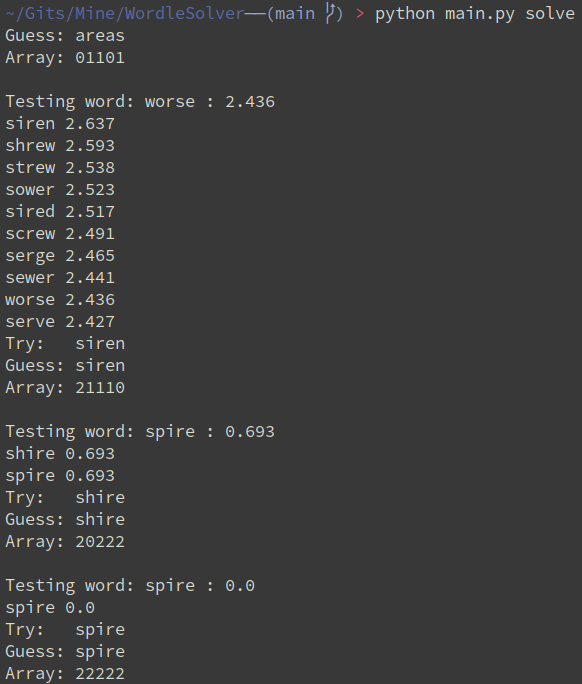 ~/Gits/Mine/WordleSolver──(main ) > python main.py solve
Guess: areas
Array: 01101
Testing word: worse : 2.436
siren 2.637
shrew 2.593
strew 2.538
sower 2.523
sired 2.517
screw 2.491
serge 2.465
sewer 2.441
worse 2.436
serve 2.427
Try:   siren
Guess: siren
Array: 21110
Testing word: spire : 0.693
shire 0.693
spire 0.693
Try:   shire
Guess: shire
Array: 20222
Testing word: spire : 0.0
spire 0.0
Try:   spire
Guess: spire
Array: 22222